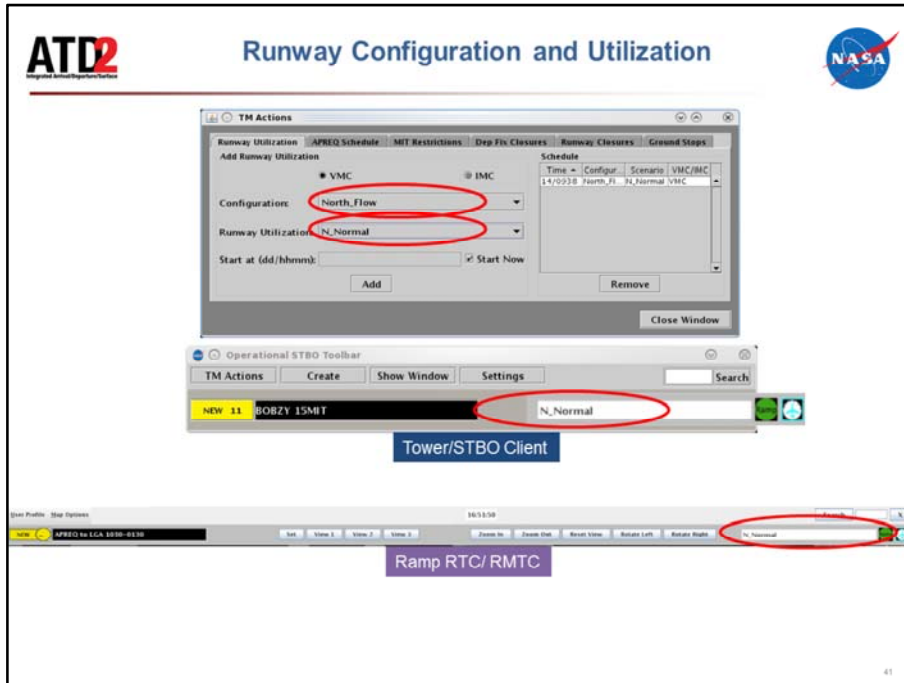 ATD2
Integrated Arrival/Departure/Surface
Runway Configuration and Utilization
NASA
TM Actions
Runway Utilization APREQ Schedule MIT Restrictions Dep Fix Closures Runway Closures Ground Stops
Add Runway Utilization
Schedule
VMC IMC
Time Configur... Scenario VMC/IMC
14/0938 North_Fl... N_Normal VMC
Configuration: North_Flow
Runway Utilization: N_Normal
Start at (dd/hhmm): Start Now
Add Remove
Close Window
Operational STBO Toolbar
TM Actions Create Show Window Settings Search
NEW 11 BOBZY 15MIT N_Normal Ramp
Tower/STBO Client
User Profile Map Options 16:53:50 Search X
NEW APREQ to LGA 1030-0130 Set View 1 View 2 View 3 Zoom In Zoom Out Reset View Rotate Left Rotate Right N_Normal
Ramp RTC/ RMTC
41